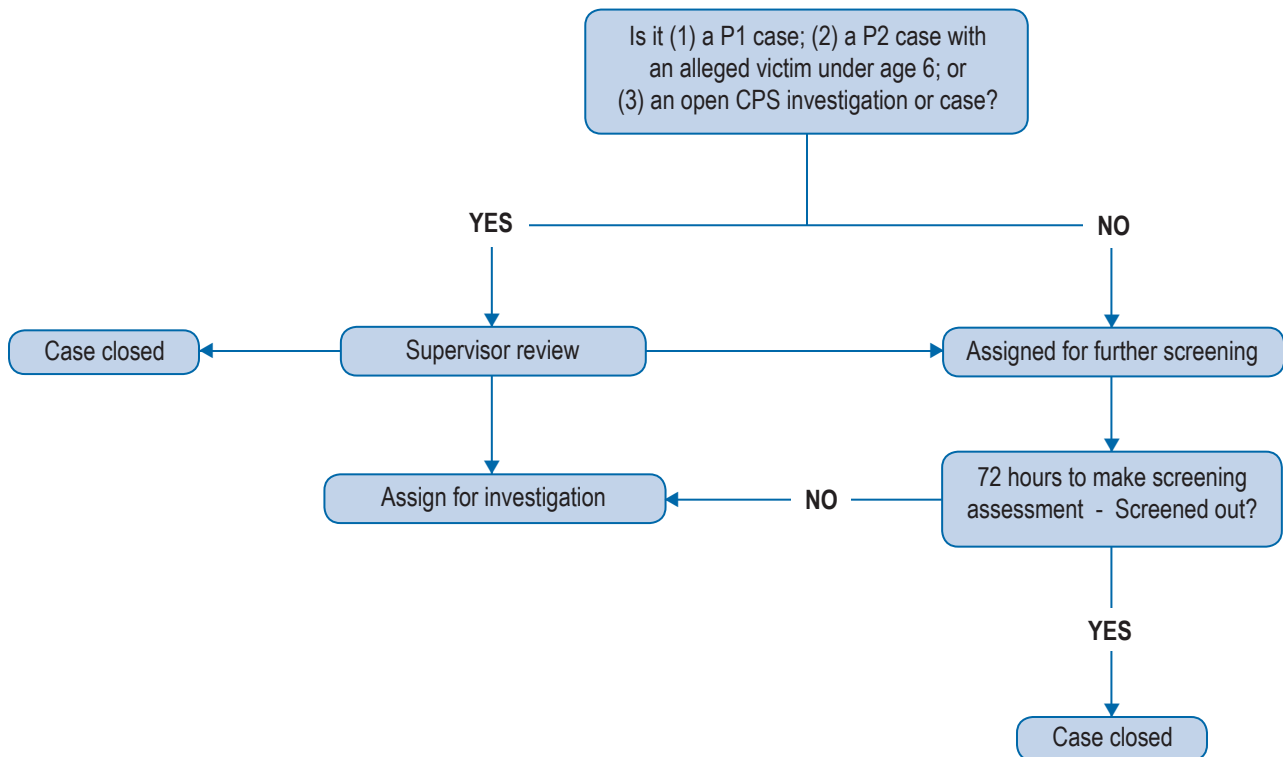 Is it (1) a P1 case; (2) a P2 case with
an alleged victim under age 6; or
(3) an open CPS investigation or case?
YES
NO
Case closed
Supervisor review
Assigned for further screening
Assign for investigation
NO
72 hours to make screening
assessment - Screened out?
YES
Case closed